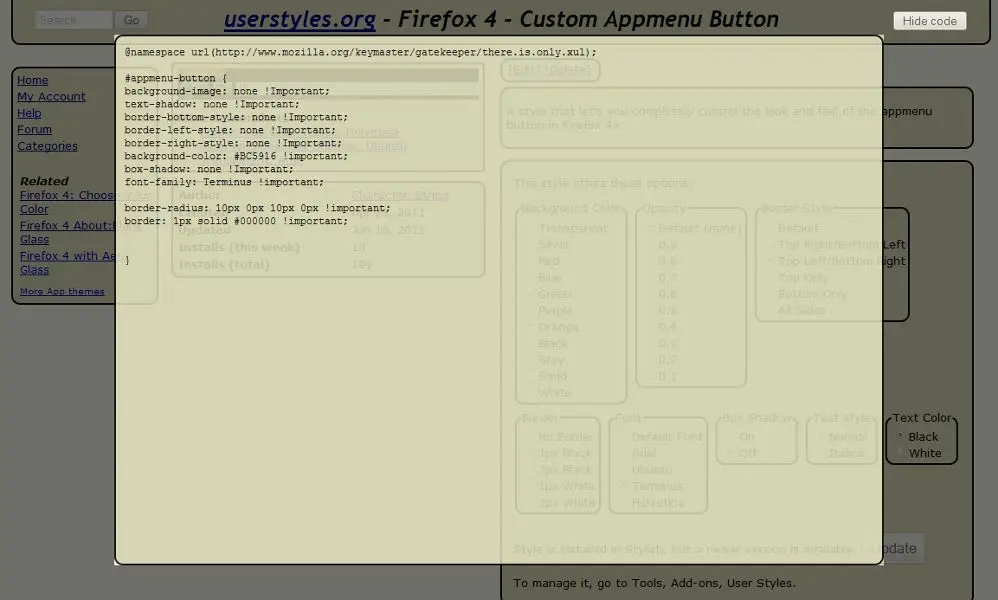 Search Go
userstyles.org - Firefox 4 - Custom Appmenu Button
Hide code
@namespace url(http://www.mozilla.org/keymaster/gatekeeper/there.is.only.xul);
#appmenu-button {
background-image: none !Important;
text-shadow: none !Important;
border-bottom-style: none !Important;
border-left-style: none !Important;
border-right-style: none !Important;
background-color: #BC5916 !important;
box-shadow: none !Important;
font-family: Terminus !important;
border-radius: 10px 0px 10px 0px !important;
border: 1px solid #000000 !important;
}
Home
My Account
Help
Forum
Categories
Related
Firefox 4: Choose Your
Color
Firefox 4 About:
Glass
Firefox 4 with Ae
Glass
More App themes
Helvetica
Ubuntu
Author Character_String
2011
Updated Jun 16, 2011
Installs (this week) 10
Installs (total) 199
[Edit] [Delete]
A style that let's you completely control the look and feel of the appmenu
button in Firefox 4+.
This style offers these options:
Background Color
Transparent
Silver
Red
Blue
Green
Purple
Orange
Black
Gray
Sand
White
Opacity
Default (none)
0.9
0.8
0.7
0.6
0.5
0.4
0.3
0.2
0.1
Border Style
Default
Top Right/Bottom Left
Top Left/Bottom Right
Top Only
Bottom Only
All Sides
Border
No Border
1px Black
2px Black
1px White
2px White
Font
Default Font
Arial
Ubuntu
Terminus
Helvetica
Box Shadow
On
Off
Text Style
Normal
Italics
Text Color
Black
White
Style is installed in Stylish, but a newer version is available. Update
To manage it, go to Tools, Add-ons, User Styles.